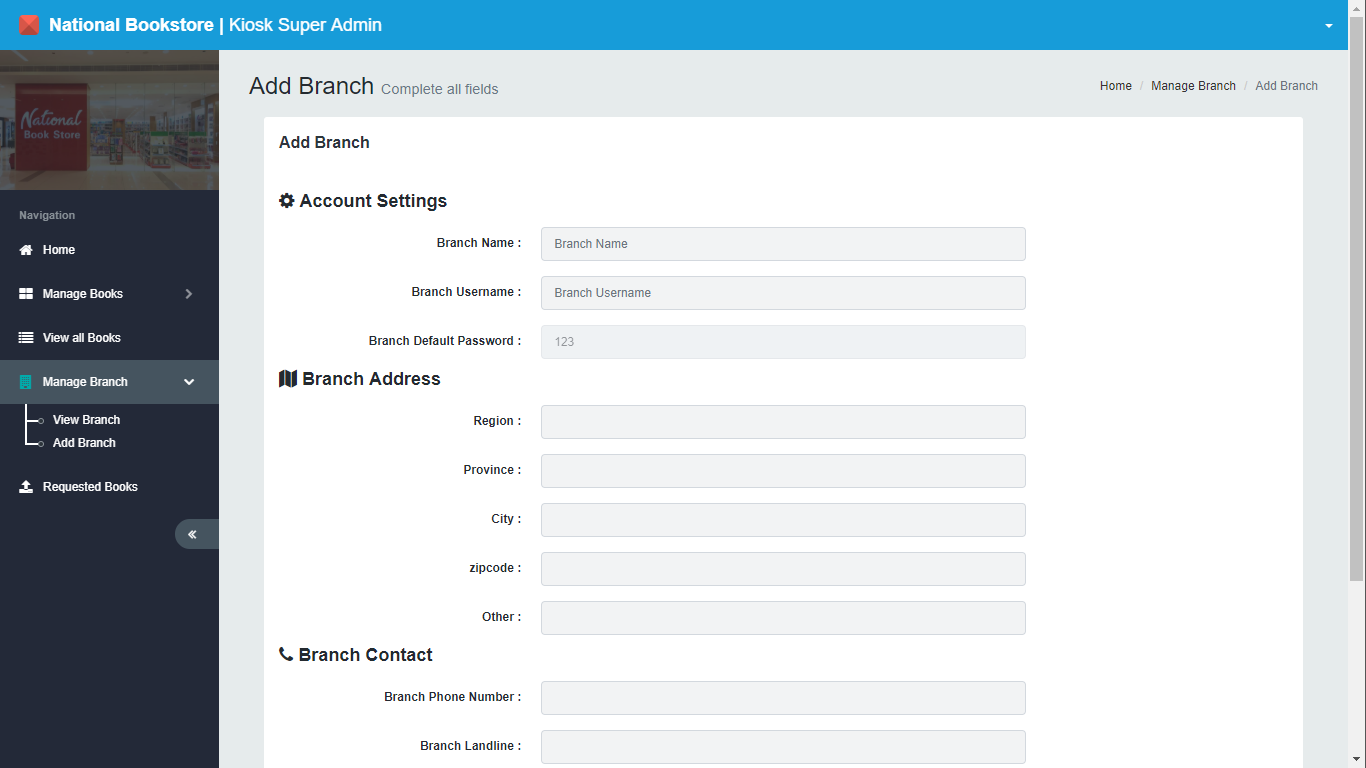 National Bookstore | Kiosk Super Admin
National
Book Store
Navigation
Home
Manage Books
View all Books
Manage Branch
View Branch
Add Branch
Requested Books
Add Branch Complete all fields
Home / Manage Branch / Add Branch
Add Branch
Account Settings
Branch Name : Branch Name
Branch Username : Branch Username
Branch Default Password : 123
Branch Address
Region :
Province :
City :
zipcode :
Other :
Branch Contact
Branch Phone Number :
Branch Landline :